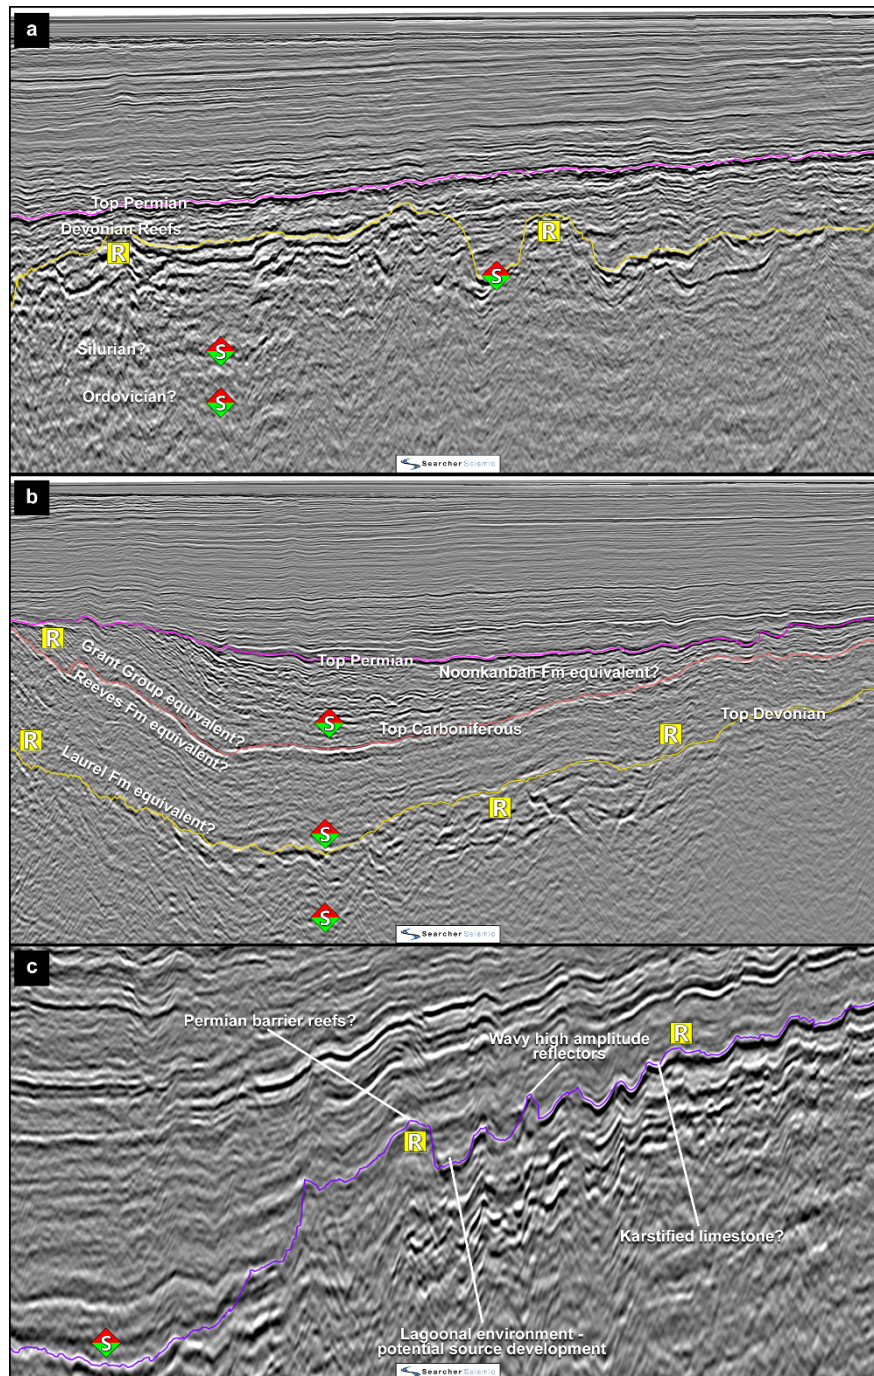 a
Top Permian
Devonian Reefs
R
R
S
Silurian?
S
Ordovician?
S
Searcher Seismic
b
R
Grant Group equivalent?
Top Permian
Noonkanbah Fm equivalent?
Reeves Fm equivalent?
S
Top Carboniferous
Top Devonian
R
R
Laurel Fm equivalent?
R
S
S
Searcher Seismic
c
Permian barrier reefs?
Wavy high amplitude
reflectors
R
R
Karstified limestone?
S
Lagoonal environment -
potential source development
Searcher Seismic